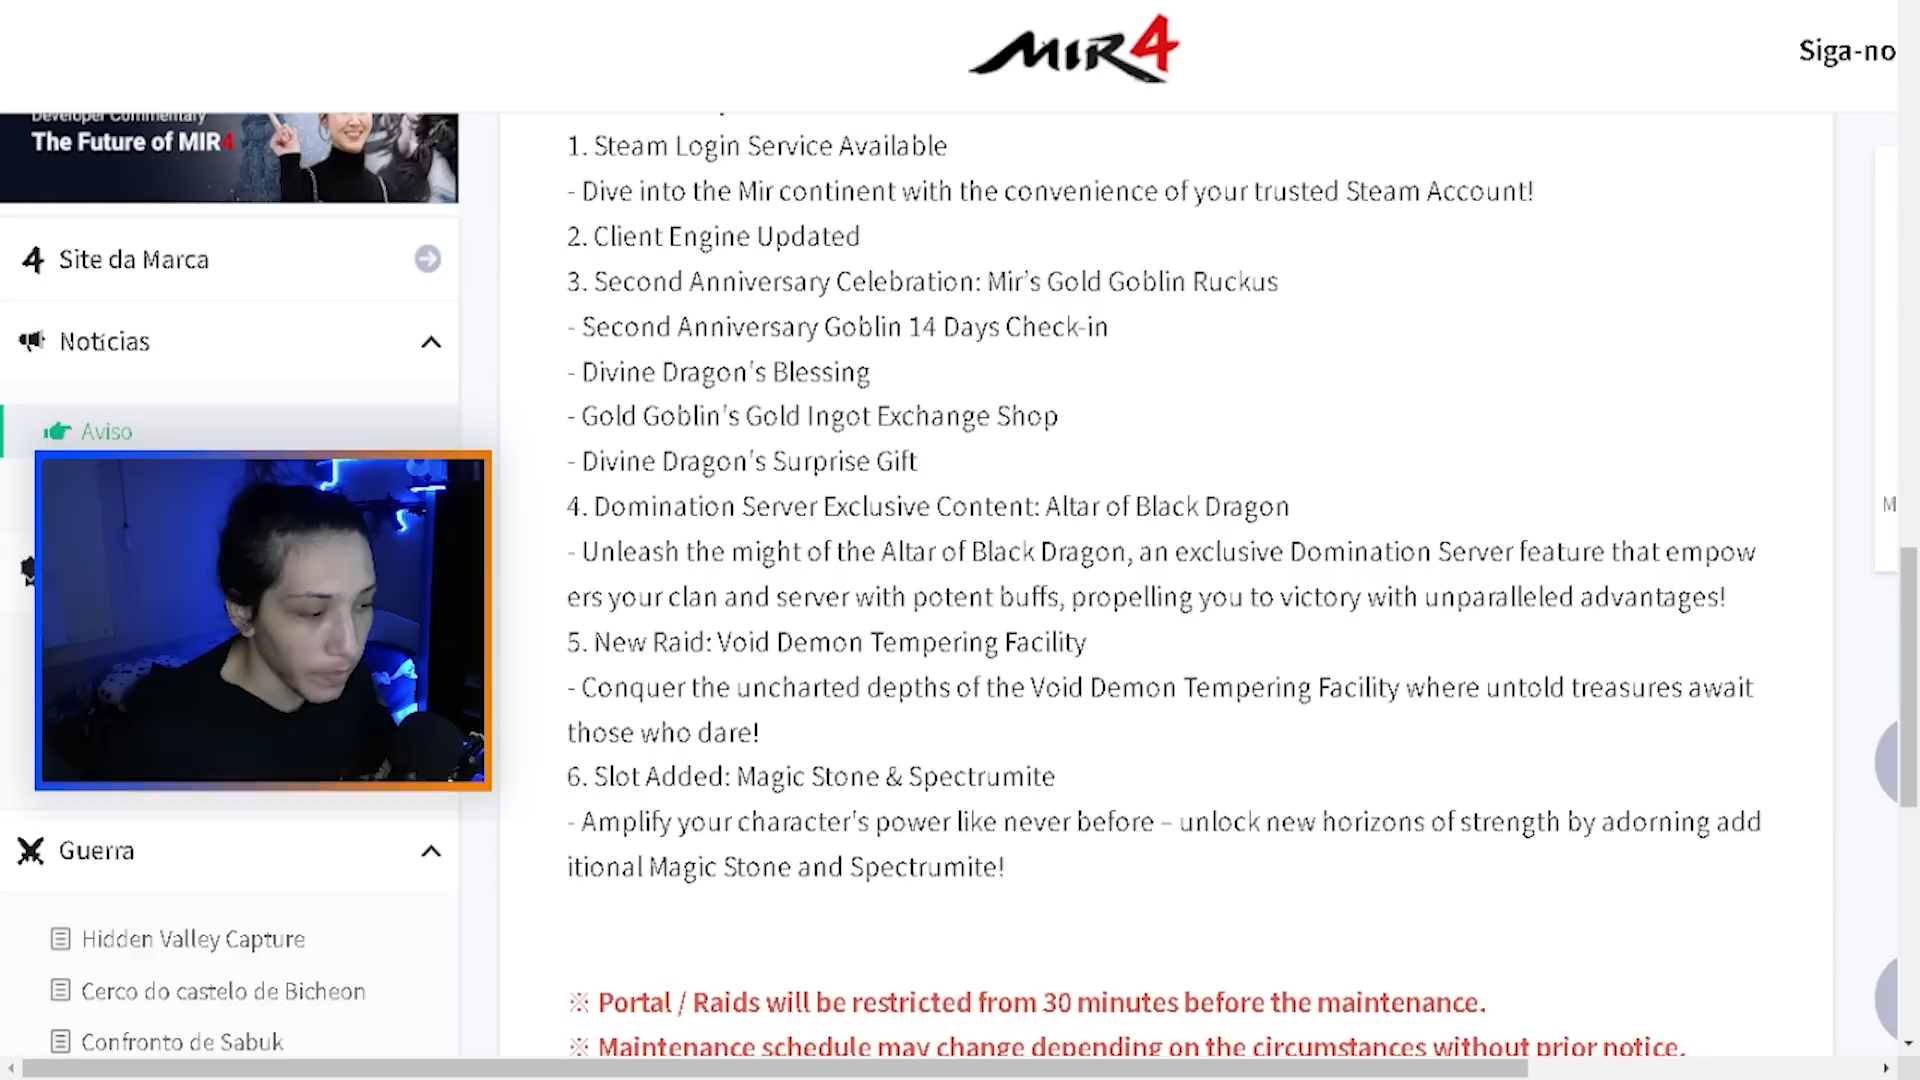 MIR4
Siga-no
Developer Commentary
The Future of MIR4
Site da Marca
Notícias
Aviso
Guerra
Hidden Valley Capture
Cerco do castelo de Bicheon
Confronto de Sabuk
1. Steam Login Service Available
- Dive into the Mir continent with the convenience of your trusted Steam Account!
2. Client Engine Updated
3. Second Anniversary Celebration: Mir's Gold Goblin Ruckus
- Second Anniversary Goblin 14 Days Check-in
- Divine Dragon's Blessing
- Gold Goblin's Gold Ingot Exchange Shop
- Divine Dragon's Surprise Gift
4. Domination Server Exclusive Content: Altar of Black Dragon
- Unleash the might of the Altar of Black Dragon, an exclusive Domination Server feature that empow
ers your clan and server with potent buffs, propelling you to victory with unparalleled advantages!
5. New Raid: Void Demon Tempering Facility
- Conquer the uncharted depths of the Void Demon Tempering Facility where untold treasures await
those who dare!
6. Slot Added: Magic Stone & Spectrumite
- Amplify your character's power like never before – unlock new horizons of strength by adorning add
itional Magic Stone and Spectrumite!
※ Portal / Raids will be restricted from 30 minutes before the maintenance.
※ Maintenance schedule may change depending on the circumstances without prior notice.
M